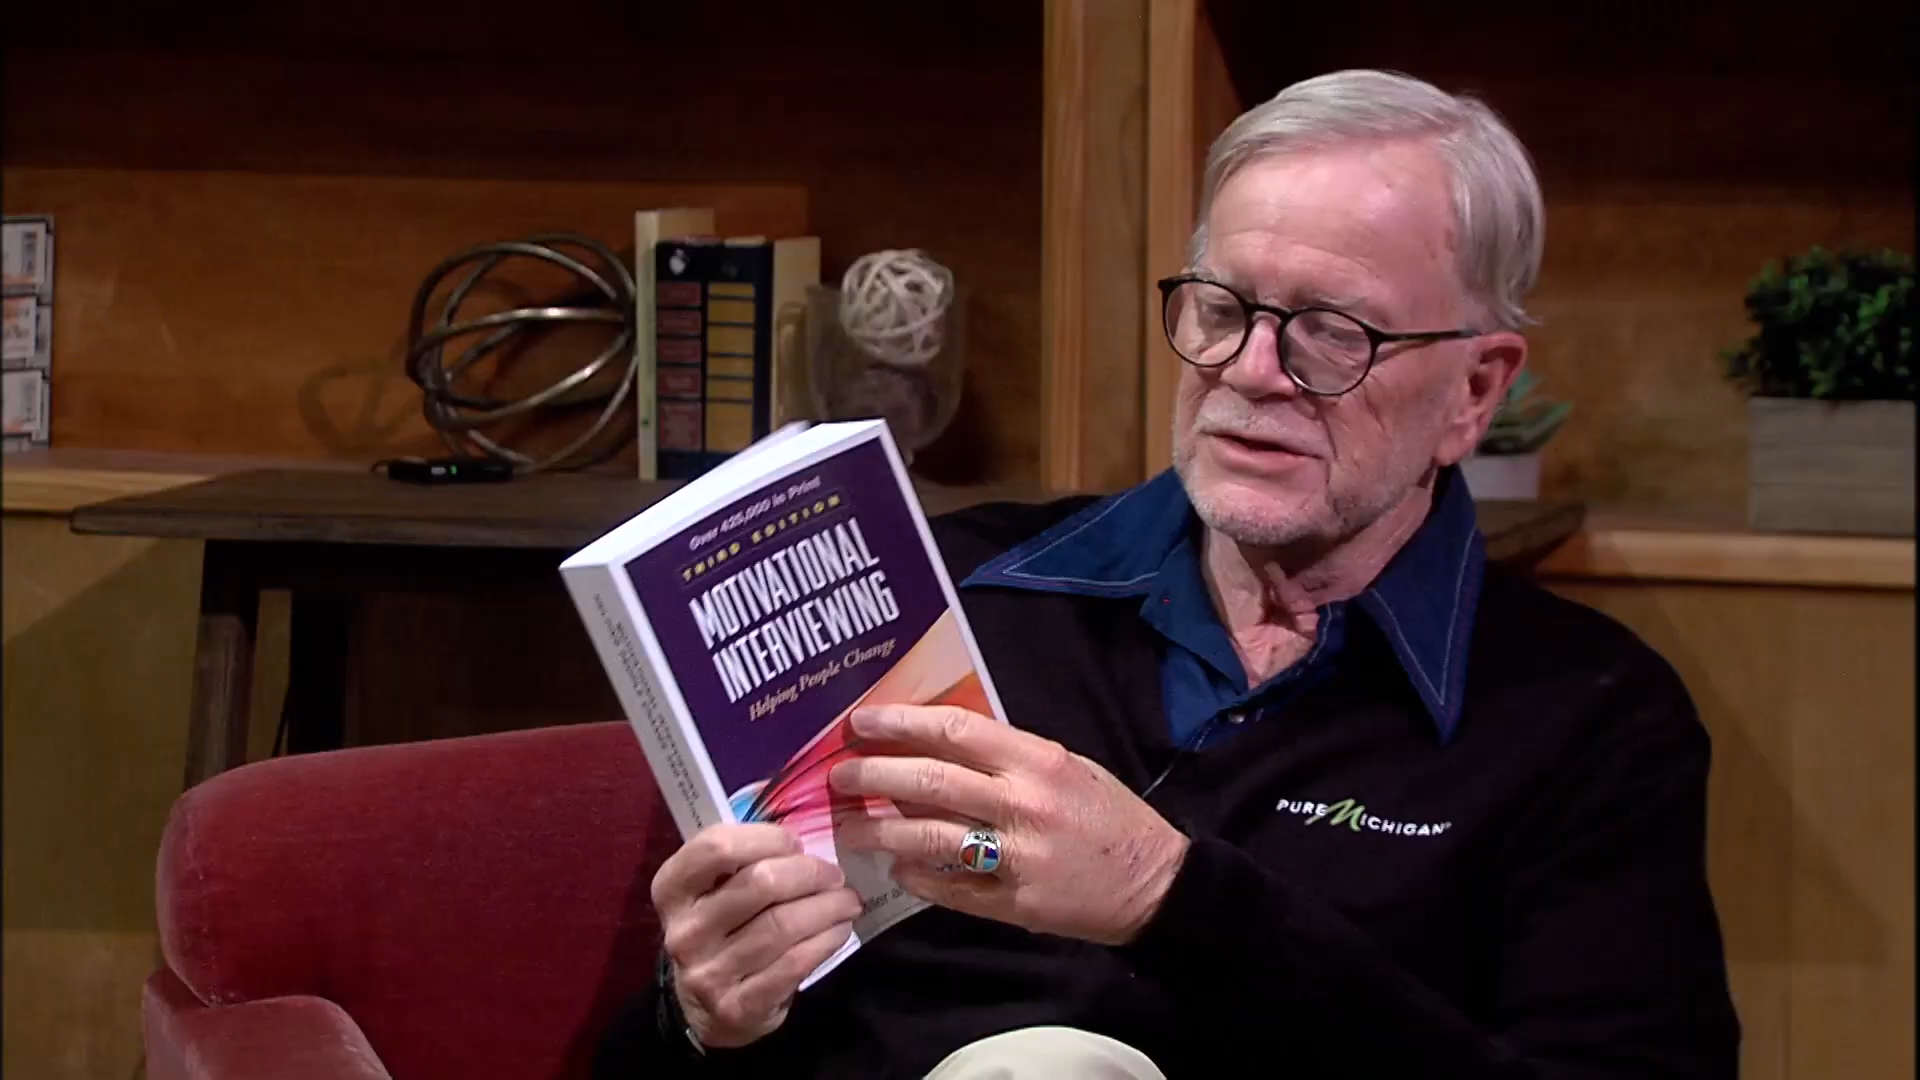 Over 425,000 in Print
THIRD EDITION
MOTIVATIONAL
INTERVIEWING
Helping People Change
PURE MICHIGAN